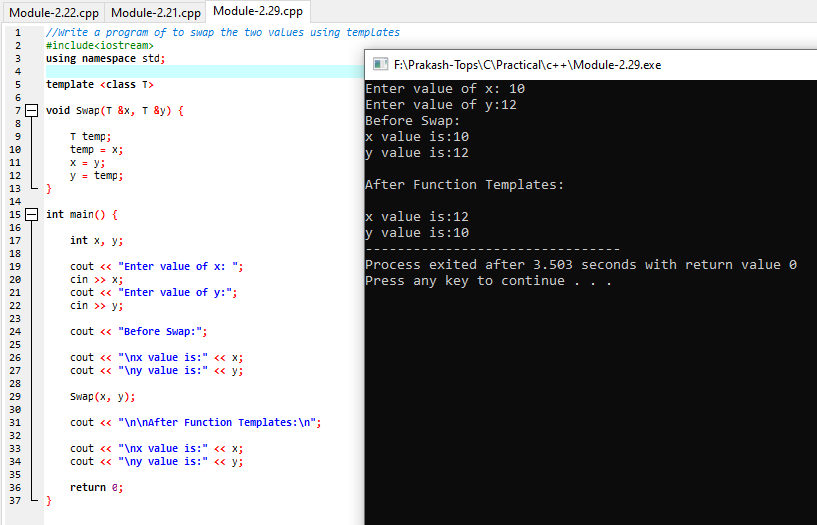 Module-2.22.cpp Module-2.21.cpp Module-2.29.cpp
1 //Write a program of to swap the two values using templates
2 #include<iostream>
3 using namespace std;
4
5 template <class T>
6
7 void Swap(T &x, T &y) {
8
9 T temp;
10 temp = x;
11 x = y;
12 y = temp;
13 }
14
15 int main() {
16
17 int x, y;
18
19 cout << "Enter value of x: ";
20 cin >> x;
21 cout << "Enter value of y:";
22 cin >> y;
23
24 cout << "Before Swap:";
25
26 cout << "\nx value is:" << x;
27 cout << "\ny value is:" << y;
28
29 Swap(x, y);
30
31 cout << "\n\nAfter Function Templates:\n";
32
33 cout << "\nx value is:" << x;
34 cout << "\ny value is:" << y;
35
36 return 0;
37 }
F:\Prakash-Tops\C\Practical\c++\Module-2.29.exe
Enter value of x: 10
Enter value of y:12
Before Swap:
x value is:10
y value is:12
After Function Templates:
x value is:12
y value is:10
--------------------------------
Process exited after 3.503 seconds with return value 0
Press any key to continue . . .